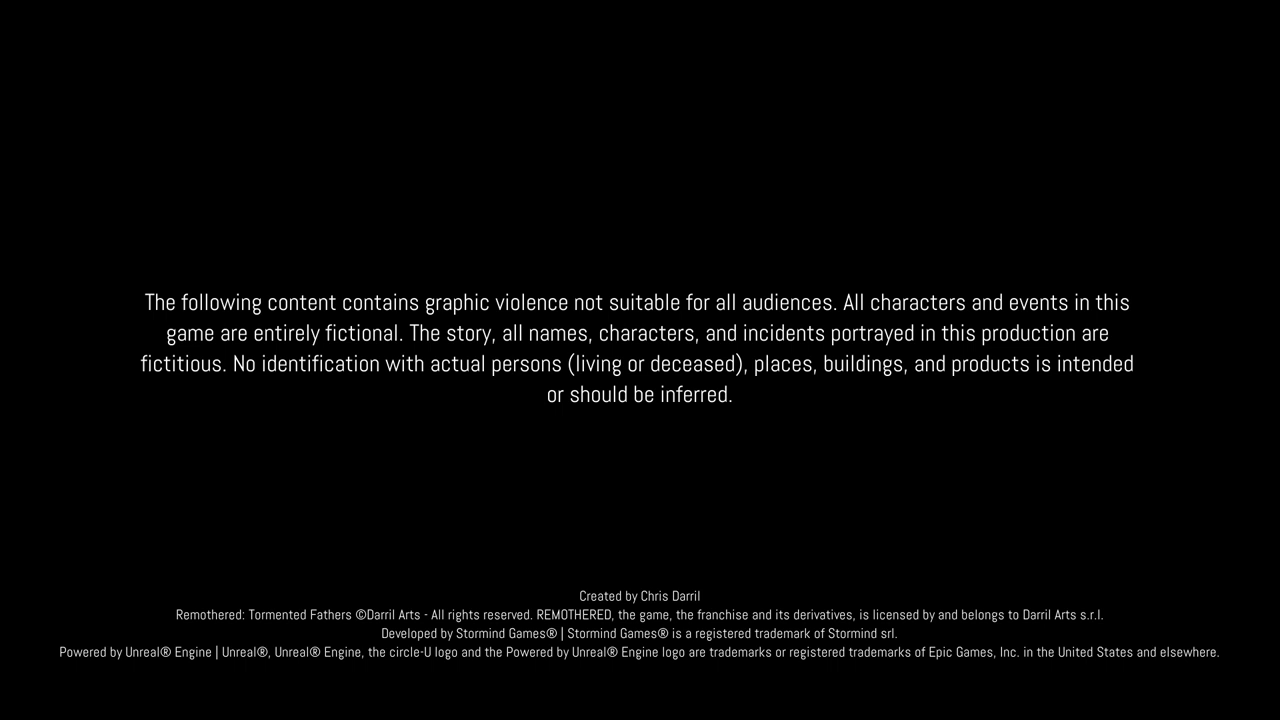 The following content contains graphic violence not suitable for all audiences. All characters and events in this
game are entirely fictional. The story, all names, characters, and incidents portrayed in this production are
fictitious. No identification with actual persons (living or deceased), places, buildings, and products is intended
or should be inferred.
Created by Chris Darril
Remothered: Tormented Fathers ©Darril Arts - All rights reserved. REMOTHERED, the game, the franchise and its derivatives, is licensed by and belongs to Darril Arts s.r.l.
Developed by Stormind Games® | Stormind Games® is a registered trademark of Stormind srl.
Powered by Unreal® Engine | Unreal®, Unreal® Engine, the circle-U logo and the Powered by Unreal® Engine logo are trademarks or registered trademarks of Epic Games, Inc. in the United States and elsewhere.